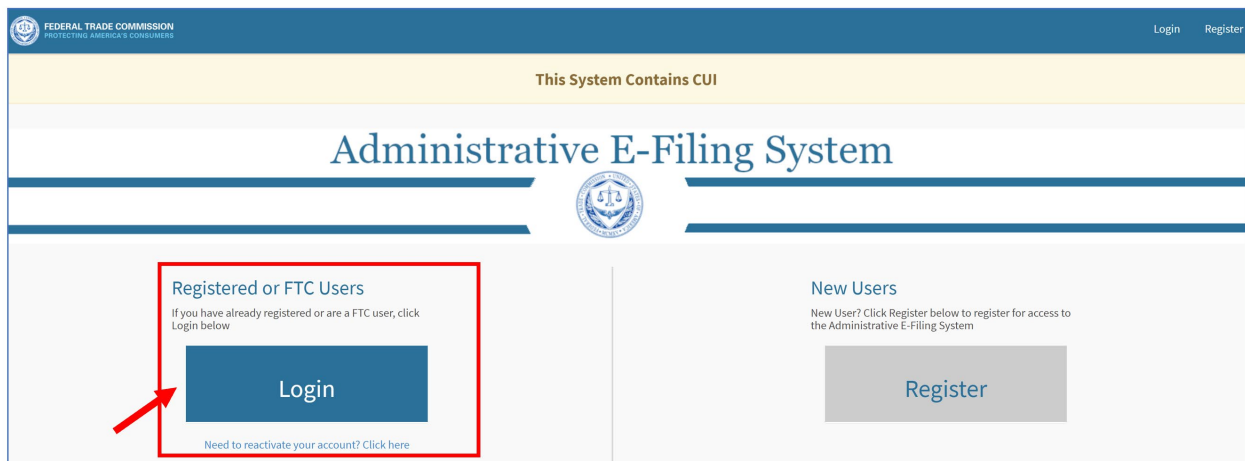 FEDERAL TRADE COMMISSION
PROTECTING AMERICA'S CONSUMERS
Login Register
This System Contains CUI
Administrative E-Filing System
Registered or FTC Users
If you have already registered or are a FTC user, click
Login below
Login
Need to reactivate your account? Click here
New Users
New User? Click Register below to register for access to
the Administrative E-Filing System
Register